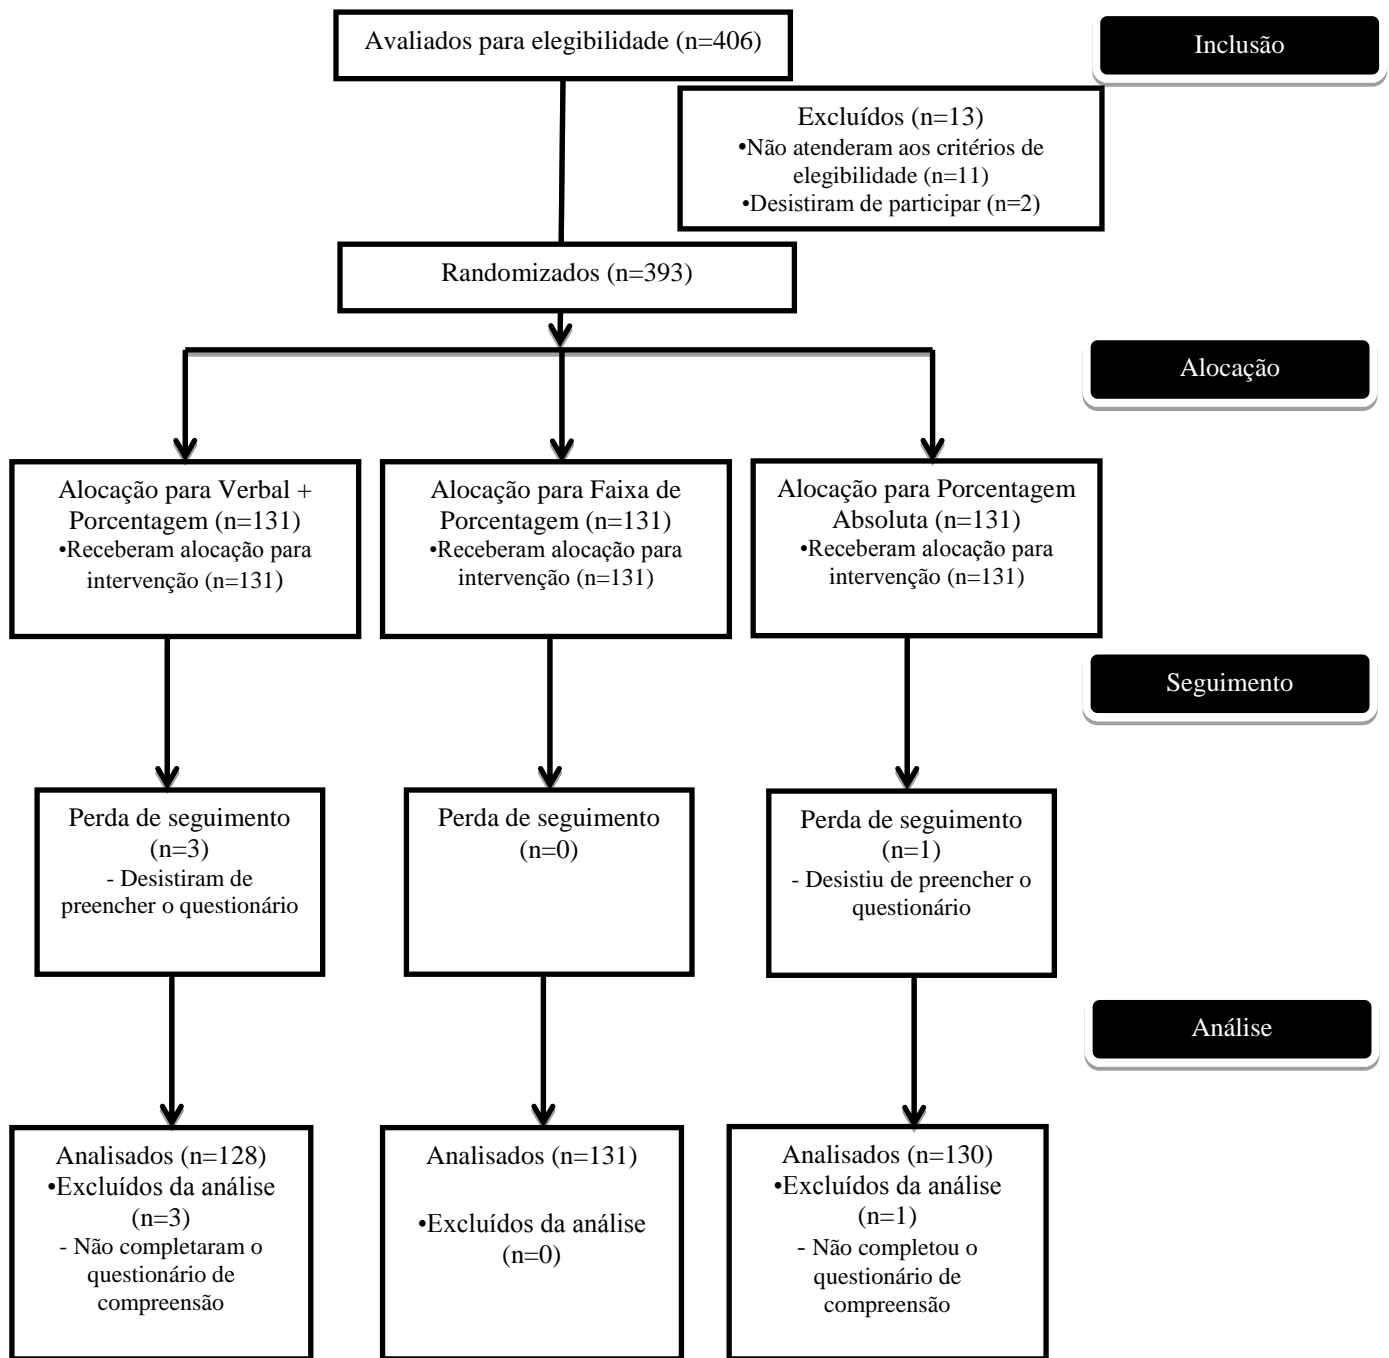 Avaliados para elegibilidade (n=406)
Inclusão
Excluídos (n=13)
•Não atenderam aos critérios de
elegibilidade (n=11)
•Desistiram de participar (n=2)
Randomizados (n=393)
Alocação
Alocação para Verbal +
Porcentagem (n=131)
•Receberam alocação para
intervenção (n=131)
Alocação para Faixa de
Porcentagem (n=131)
•Receberam alocação para
intervenção (n=131)
Alocação para Porcentagem
Absoluta (n=131)
•Receberam alocação para
intervenção (n=131)
Seguimento
Perda de seguimento
(n=3)
- Desistiram de
preencher o questionário
Perda de seguimento
(n=0)
Perda de seguimento
(n=1)
- Desistiu de preencher o
questionário
Análise
Analisados (n=128)
•Excluídos da análise
(n=3)
- Não completaram o
questionário de
compreensão
Analisados (n=131)
•Excluídos da análise
(n=0)
Analisados (n=130)
•Excluídos da análise
(n=1)
- Não completou o
questionário de
compreensão